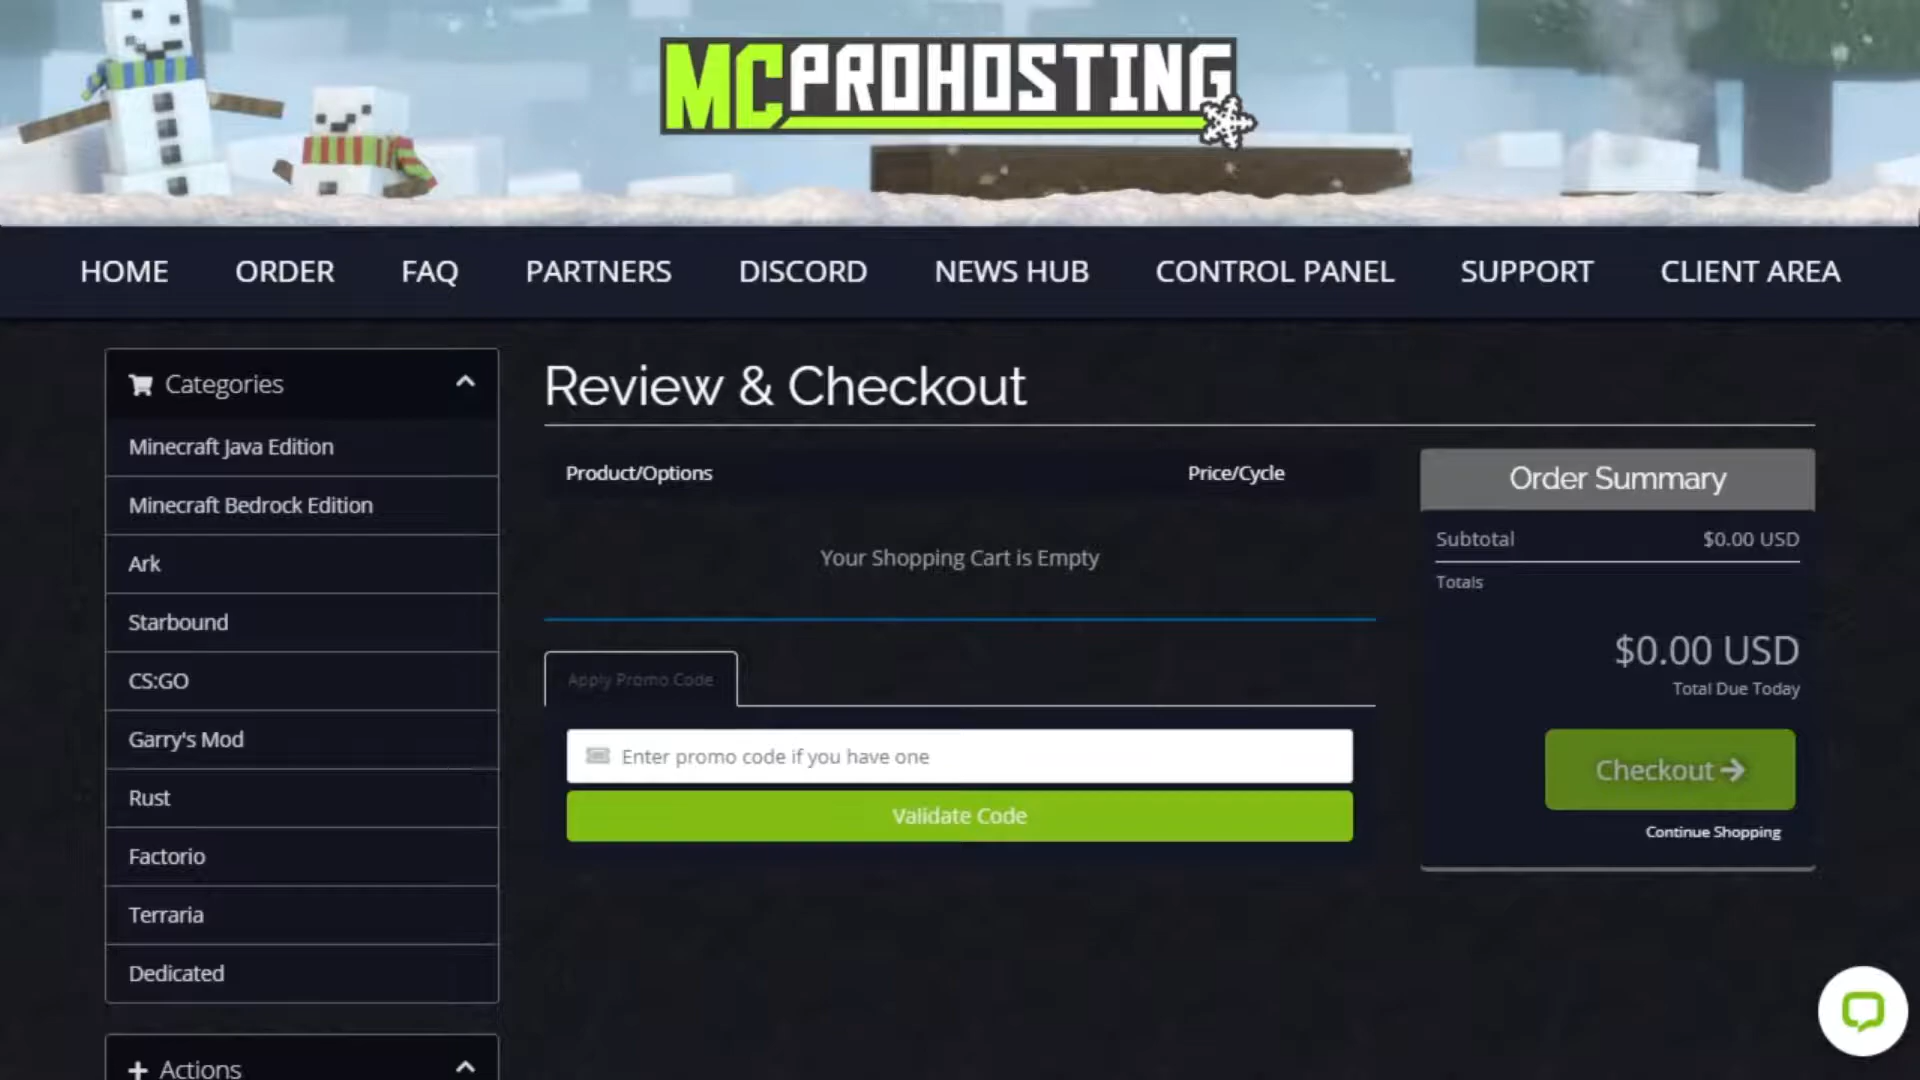 MCPROHOSTING
HOME ORDER FAQ PARTNERS DISCORD NEWS HUB CONTROL PANEL SUPPORT CLIENT AREA
Categories
Minecraft Java Edition
Minecraft Bedrock Edition
Ark
Starbound
CS:GO
Garry's Mod
Rust
Factorio
Terraria
Dedicated
Actions
Review & Checkout
Product/Options Price/Cycle
Your Shopping Cart is Empty
Apply Promo Code
Enter promo code if you have one
Validate Code
Order Summary
Subtotal $0.00 USD
Totals
$0.00 USD
Total Due Today
Checkout
Continue Shopping